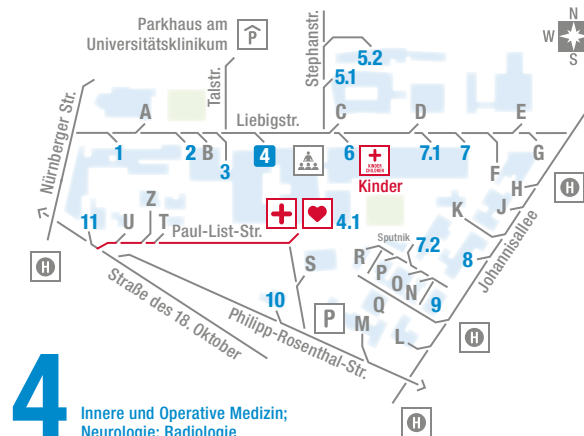 Parkhaus am
Universitätsklinikum
P
N
W
S
Stephanstr.
5.2
5.1
Talstr.
Nürnberger Str.
A
Liebigstr.
C
D
E
1
2
B
3
4
6
KINDER
CHILDREN
Kinder
7.1
7
F
G
H
H
J
K
Johannisallee
11
U
Z
T
Paul-List-Str.
4.1
Sputnik
7.2
8
H
Straße des 18. Oktober
S
R
P
O
N
9
Q
10
P
M
L
H
Philipp-Rosenthal-Str.
H
4
Innere und Operative Medizin;
Neurologie; Radiologie